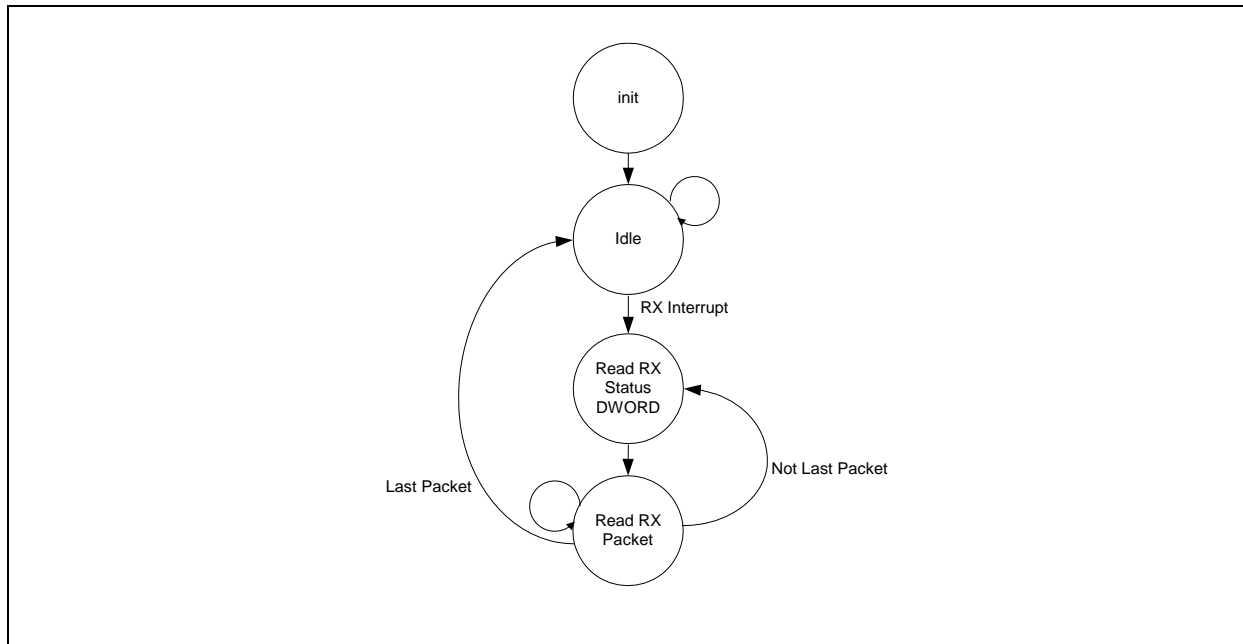 init
Idle
RX Interrupt
Read RX
Status
DWORD
Not Last Packet
Last Packet
Read RX
Packet